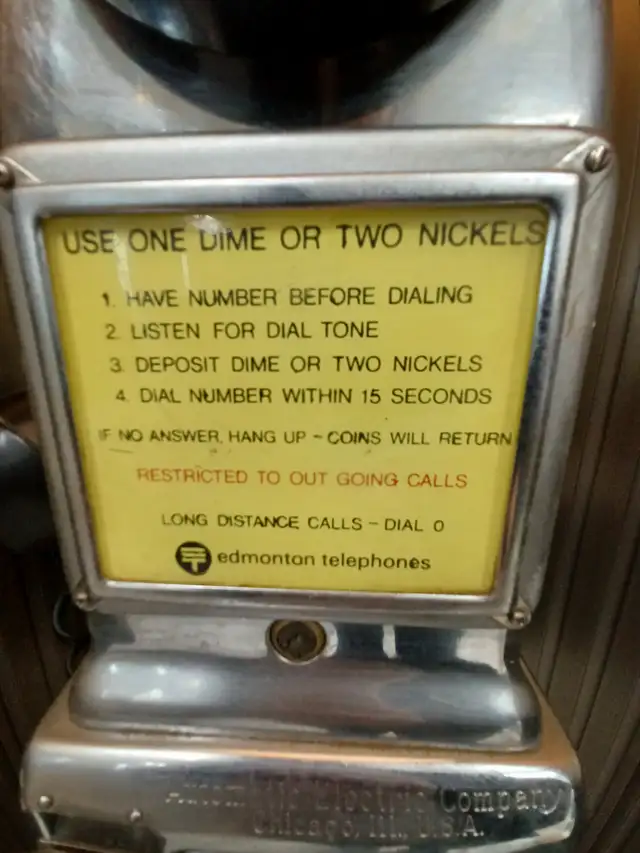 USE ONE DIME OR TWO NICKELS
1. HAVE NUMBER BEFORE DIALING
2. LISTEN FOR DIAL TONE
3. DEPOSIT DIME OR TWO NICKELS
4. DIAL NUMBER WITHIN 15 SECONDS
IF NO ANSWER, HANG UP - COINS WILL RETURN
RESTRICTED TO OUT GOING CALLS
LONG DISTANCE CALLS - DIAL 0
edmonton telephones
Automatic Electric Company
Chicago, Ill., U.S.A.